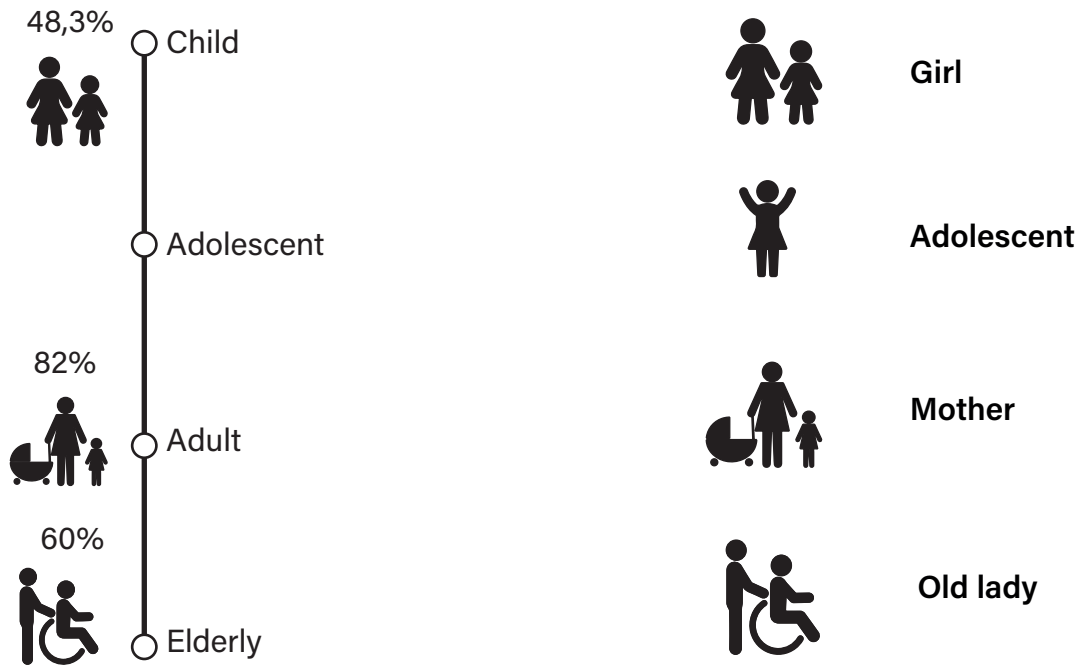 48,3%
Child
Adolescent
82%
Adult
60%
Elderly
Girl
Adolescent
Mother
Old lady